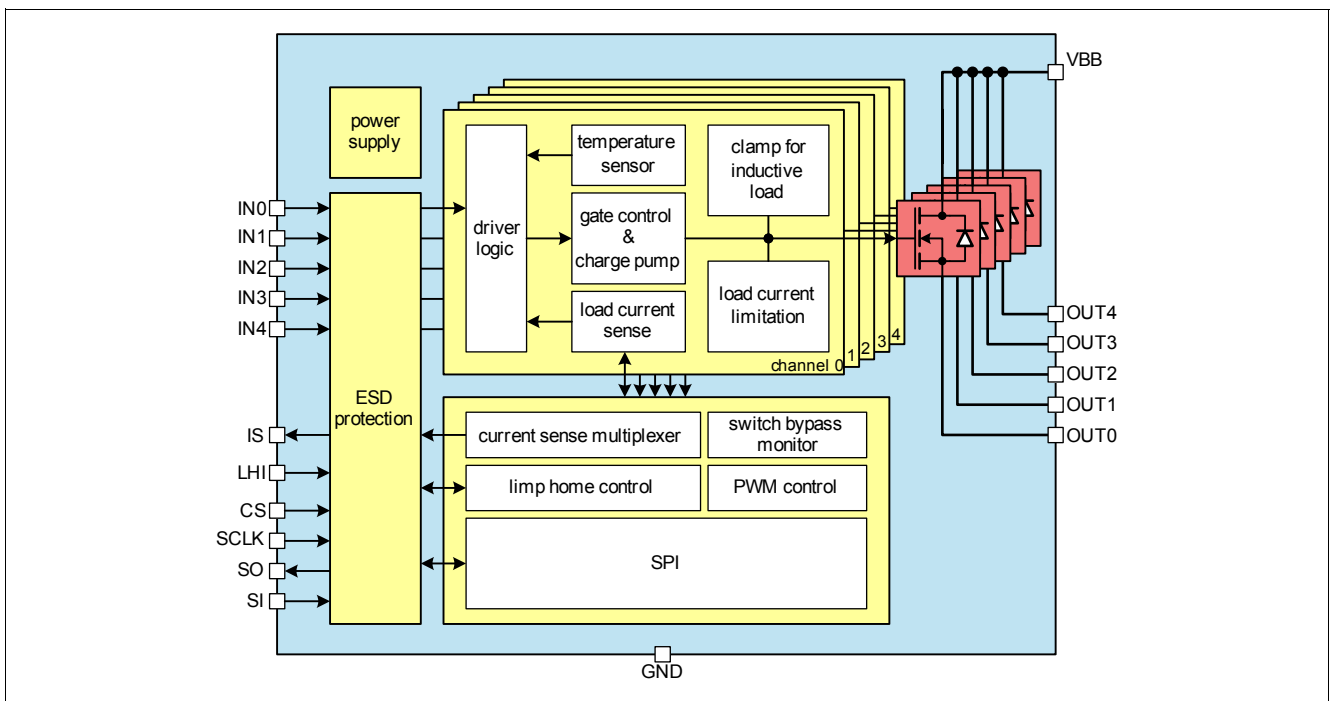 VBB
power
supply
temperature
sensor
clamp for
inductive
load
IN0
IN1
IN2
IN3
IN4
driver
logic
gate control
&
charge pump
load current
sense
load current
limitation
channel 0
1
2
3
4
OUT4
OUT3
OUT2
OUT1
OUT0
ESD
protection
IS
LHI
CS
SCLK
SO
SI
current sense multiplexer
switch bypass
monitor
limp home control
PWM control
SPI
GND